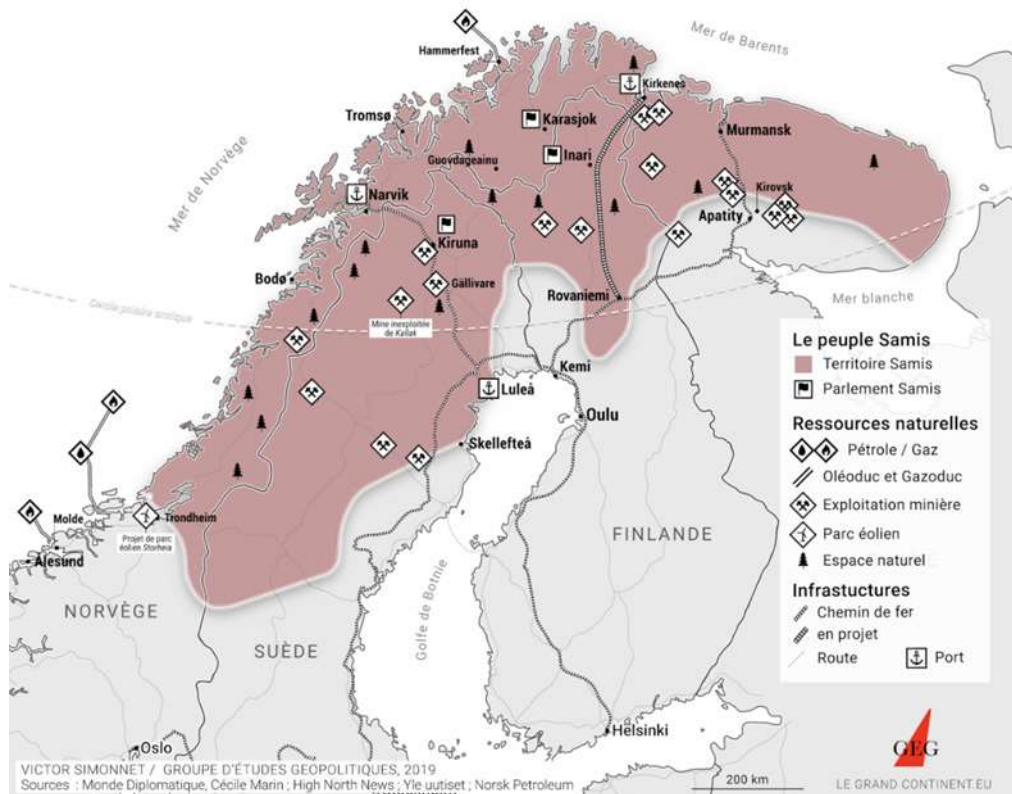 Mer de Barents
Hammerfest
Kirkenes
Tromsø
Karasjok
Murmansk
Mer de Norvège
Guovdageainu
Inari
Narvik
Kirovsk
Apatity
Kiruna
Bodø
Gällivare
Rovaniemi
Mer blanche
Cercle polaire arctique
Mine inexploitée
de Kallak
Kemi
Luleå
Oulu
Skellefteå
Trondheim
Molde
Projet de parc
éolien Storheia
Ålesund
FINLANDE
NORVÈGE
SUÈDE
Golfe de Botnie
Helsinki
Oslo
Le peuple Samis
Territoire Samis
Parlement Samis
Ressources naturelles
Pétrole / Gaz
Oléoduc et Gazoduc
Exploitation minière
Parc éolien
Espace naturel
Infrastuctures
Chemin de fer
en projet
Route
Port
200 km
GEG
LE GRAND CONTINENT.EU
VICTOR SIMONNET / GROUPE D'ÉTUDES GEOPOLITIQUES, 2019
Sources : Monde Diplomatique, Cécile Marin ; High North News ; Yle uutiset ; Norsk Petroleum